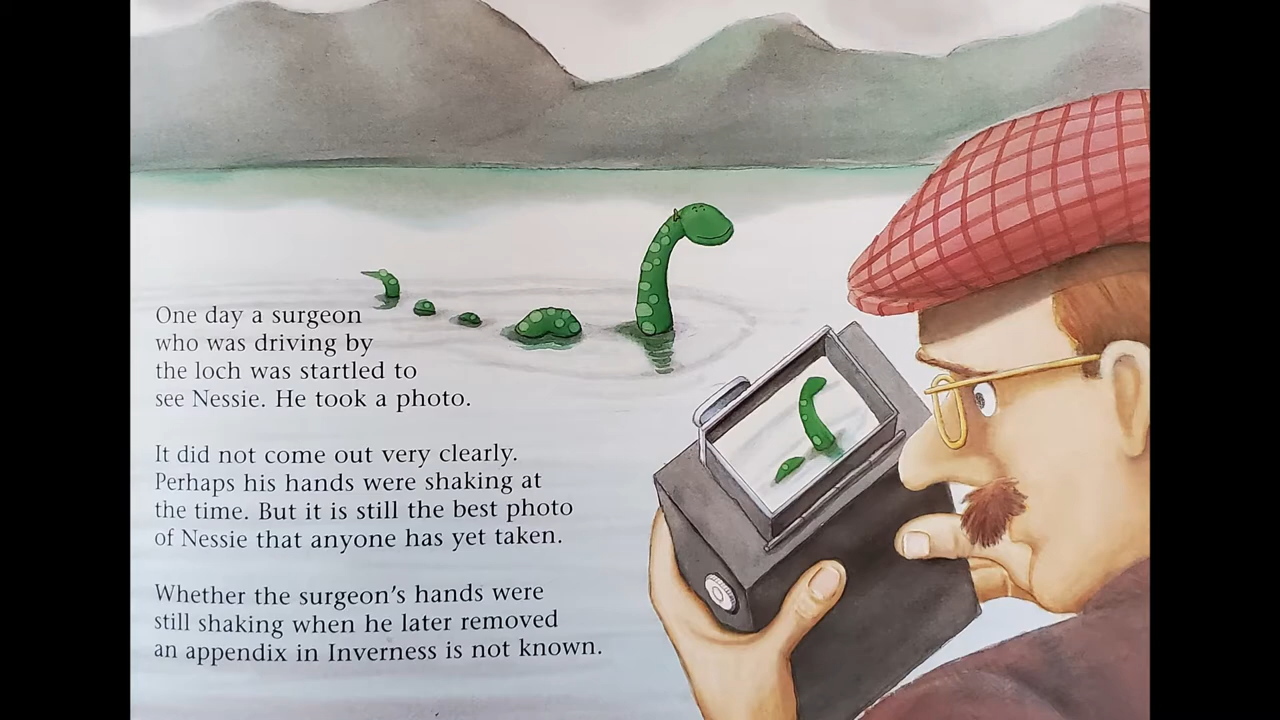 One day a surgeon
who was driving by
the loch was startled to
see Nessie. He took a photo.
It did not come out very clearly.
Perhaps his hands were shaking at
the time. But it is still the best photo
of Nessie that anyone has yet taken.
Whether the surgeon's hands were
still shaking when he later removed
an appendix in Inverness is not known.